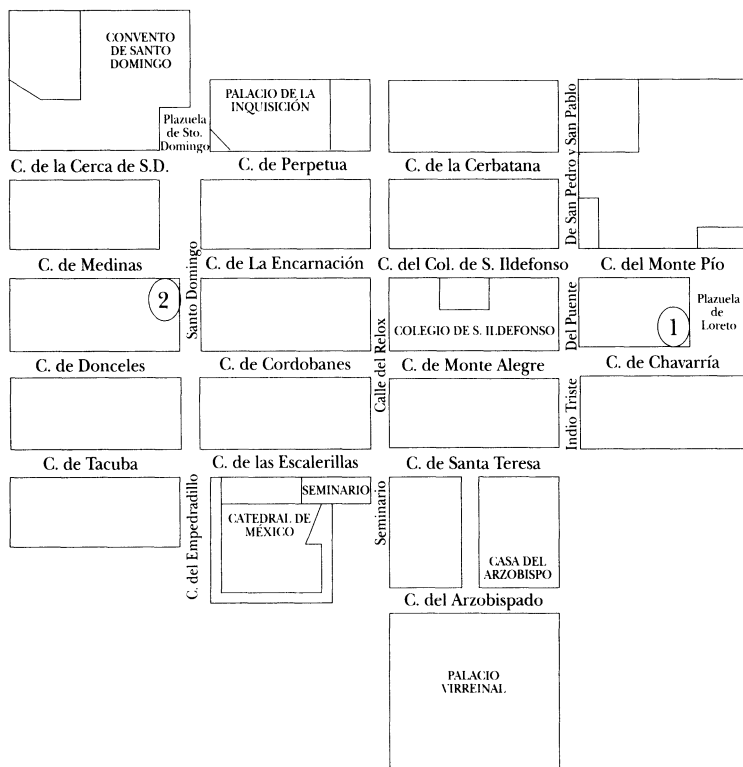 CONVENTO
DE SANTO
DOMINGO
PALACIO DE LA
INQUISICIÓN
Plazuela
de Sto.
Domingo
De San Pedro y San Pablo
C. de la Cerca de S.D.
C. de Perpetua
C. de la Cerbatana
Santo Domingo
C. de Medinas
C. de La Encarnación
C. del Col. de S. Ildefonso
C. del Monte Pío
2
Calle del Relox
COLEGIO DE S. ILDEFONSO
Del Puente
1
Plazuela
de
Loreto
C. de Donceles
C. de Cordobanes
C. de Monte Alegre
C. de Chavarría
Indio Triste
C. de Tacuba
C. de las Escalerillas
C. de Santa Teresa
C. del Empedradillo
SEMINARIO
CATEDRAL DE
MÉXICO
Seminario
CASA DEL
ARZOBISPO
C. del Arzobispado
PALACIO
VIRREINAL